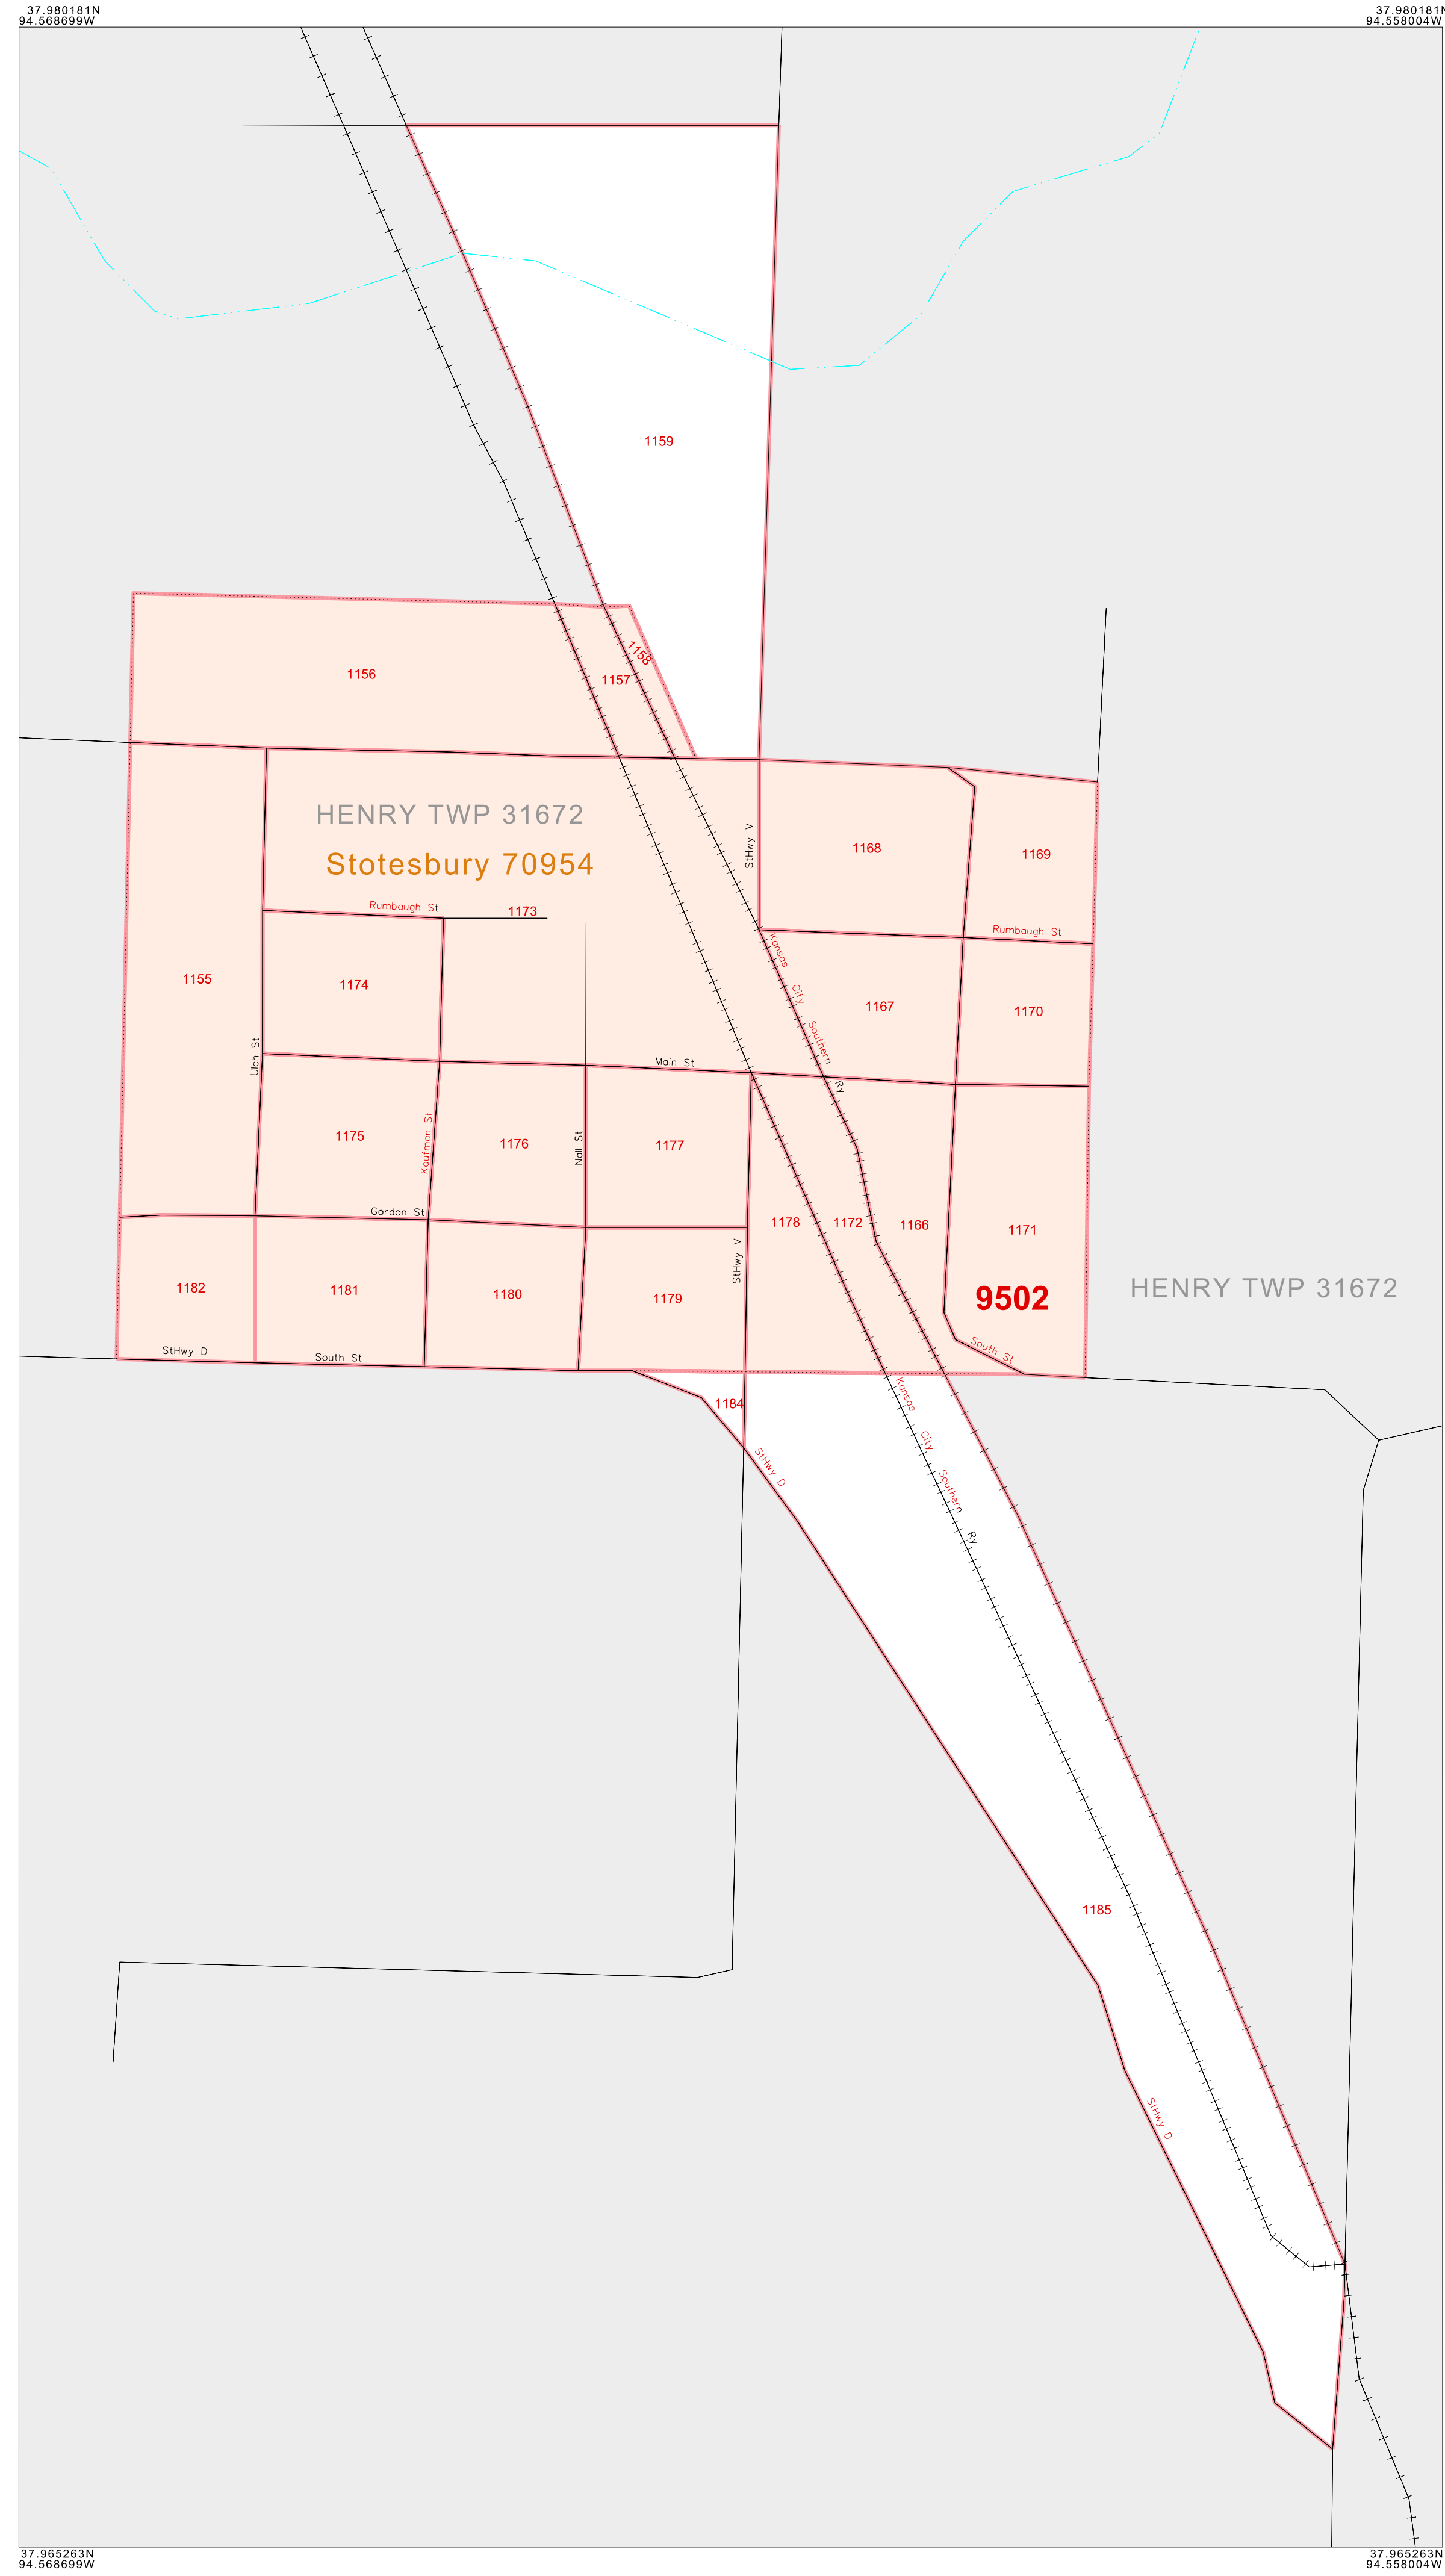 37.980181N
94.568699W
37.980181N
94.558004W
1159
1158
1157
1156
HENRY TWP 31672
Stotesbury 70954
StHwy V
1168
1169
Rumbaugh St
1173
Rumbaugh St
Kansas City Southern Ry
1155
1174
1167
1170
Ulch St
Main St
1175
Kaufman St
1176
Nall St
1177
Gordon St
1178
1172
1166
1171
StHwy V
1182
1181
1180
1179
9502
HENRY TWP 31672
StHwy D
South St
South St
1184
Kansas City Southern Ry
StHwy D
1185
StHwy D
37.965263N
94.568699W
37.965263N
94.558004W